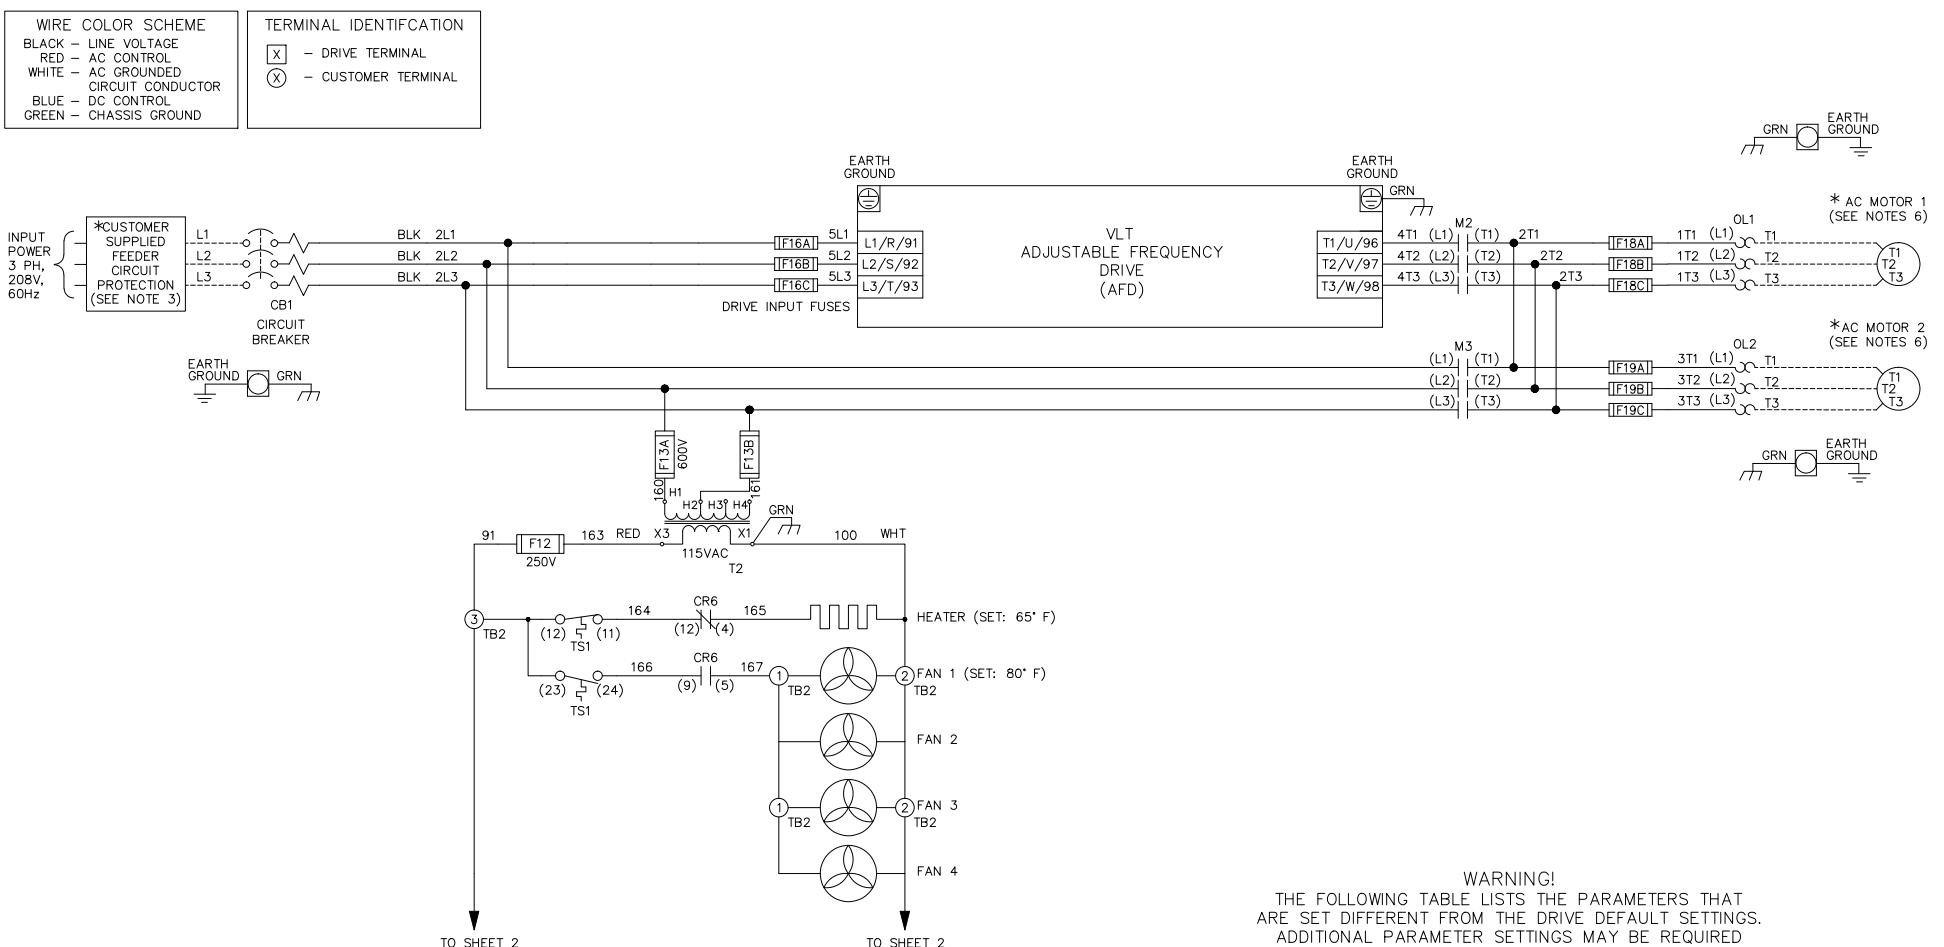 WIRE COLOR SCHEME
BLACK – LINE VOLTAGE
RED – AC CONTROL
WHITE – AC GROUNDED
CIRCUIT CONDUCTOR
BLUE – DC CONTROL
GREEN – CHASSIS GROUND
TERMINAL IDENTIFCATION
X – DRIVE TERMINAL
X – CUSTOMER TERMINAL
INPUT
POWER
3 PH,
208V,
60Hz
*CUSTOMER
SUPPLIED
FEEDER
CIRCUIT
PROTECTION
(SEE NOTE 3)
L1
L2
L3
CB1
CIRCUIT
BREAKER
BLK 2L1
BLK 2L2
BLK 2L3
EARTH
GROUND
GRN
F16A 5L1
F16B 5L2
F16C 5L3
DRIVE INPUT FUSES
EARTH
GROUND
L1/R/91
L2/S/92
L3/T/93
VLT
ADJUSTABLE FREQUENCY
DRIVE
(AFD)
EARTH
GROUND
GRN
T1/U/96
T2/V/97
T3/W/98
M2
4T1 (L1) (T1) 2T1
4T2 (L2) (T2) 2T2
4T3 (L3) (T3) 2T3
F18A 1T1 (L1) OL1 T1
F18B 1T2 (L2) T2
F18C 1T3 (L3) T3
GRN
EARTH
GROUND
* AC MOTOR 1
(SEE NOTES 6)
T1
T2
T3
M3
(L1) (T1)
(L2) (T2)
(L3) (T3)
F19A 3T1 (L1) OL2 T1
F19B 3T2 (L2) T2
F19C 3T3 (L3) T3
*AC MOTOR 2
(SEE NOTES 6)
T1
T2
T3
GRN
EARTH
GROUND
F13A
600V
F13B
160
161
H1
H2 H3 H4
GRN
91 F12 163 RED X3 X1 100 WHT
250V
115VAC
T2
3
TB2
(12) (11)
TS1
164
CR6
(12) (4)
165
HEATER (SET: 65° F)
(23) (24)
TS1
166
CR6
(9) (5)
167
1
TB2
2
TB2
FAN 1 (SET: 80° F)
FAN 2
1
TB2
2
TB2
FAN 3
FAN 4
TO SHEET 2
TO SHEET 2
WARNING!
THE FOLLOWING TABLE LISTS THE PARAMETERS THAT
ARE SET DIFFERENT FROM THE DRIVE DEFAULT SETTINGS.
ADDITIONAL PARAMETER SETTINGS MAY BE REQUIRED